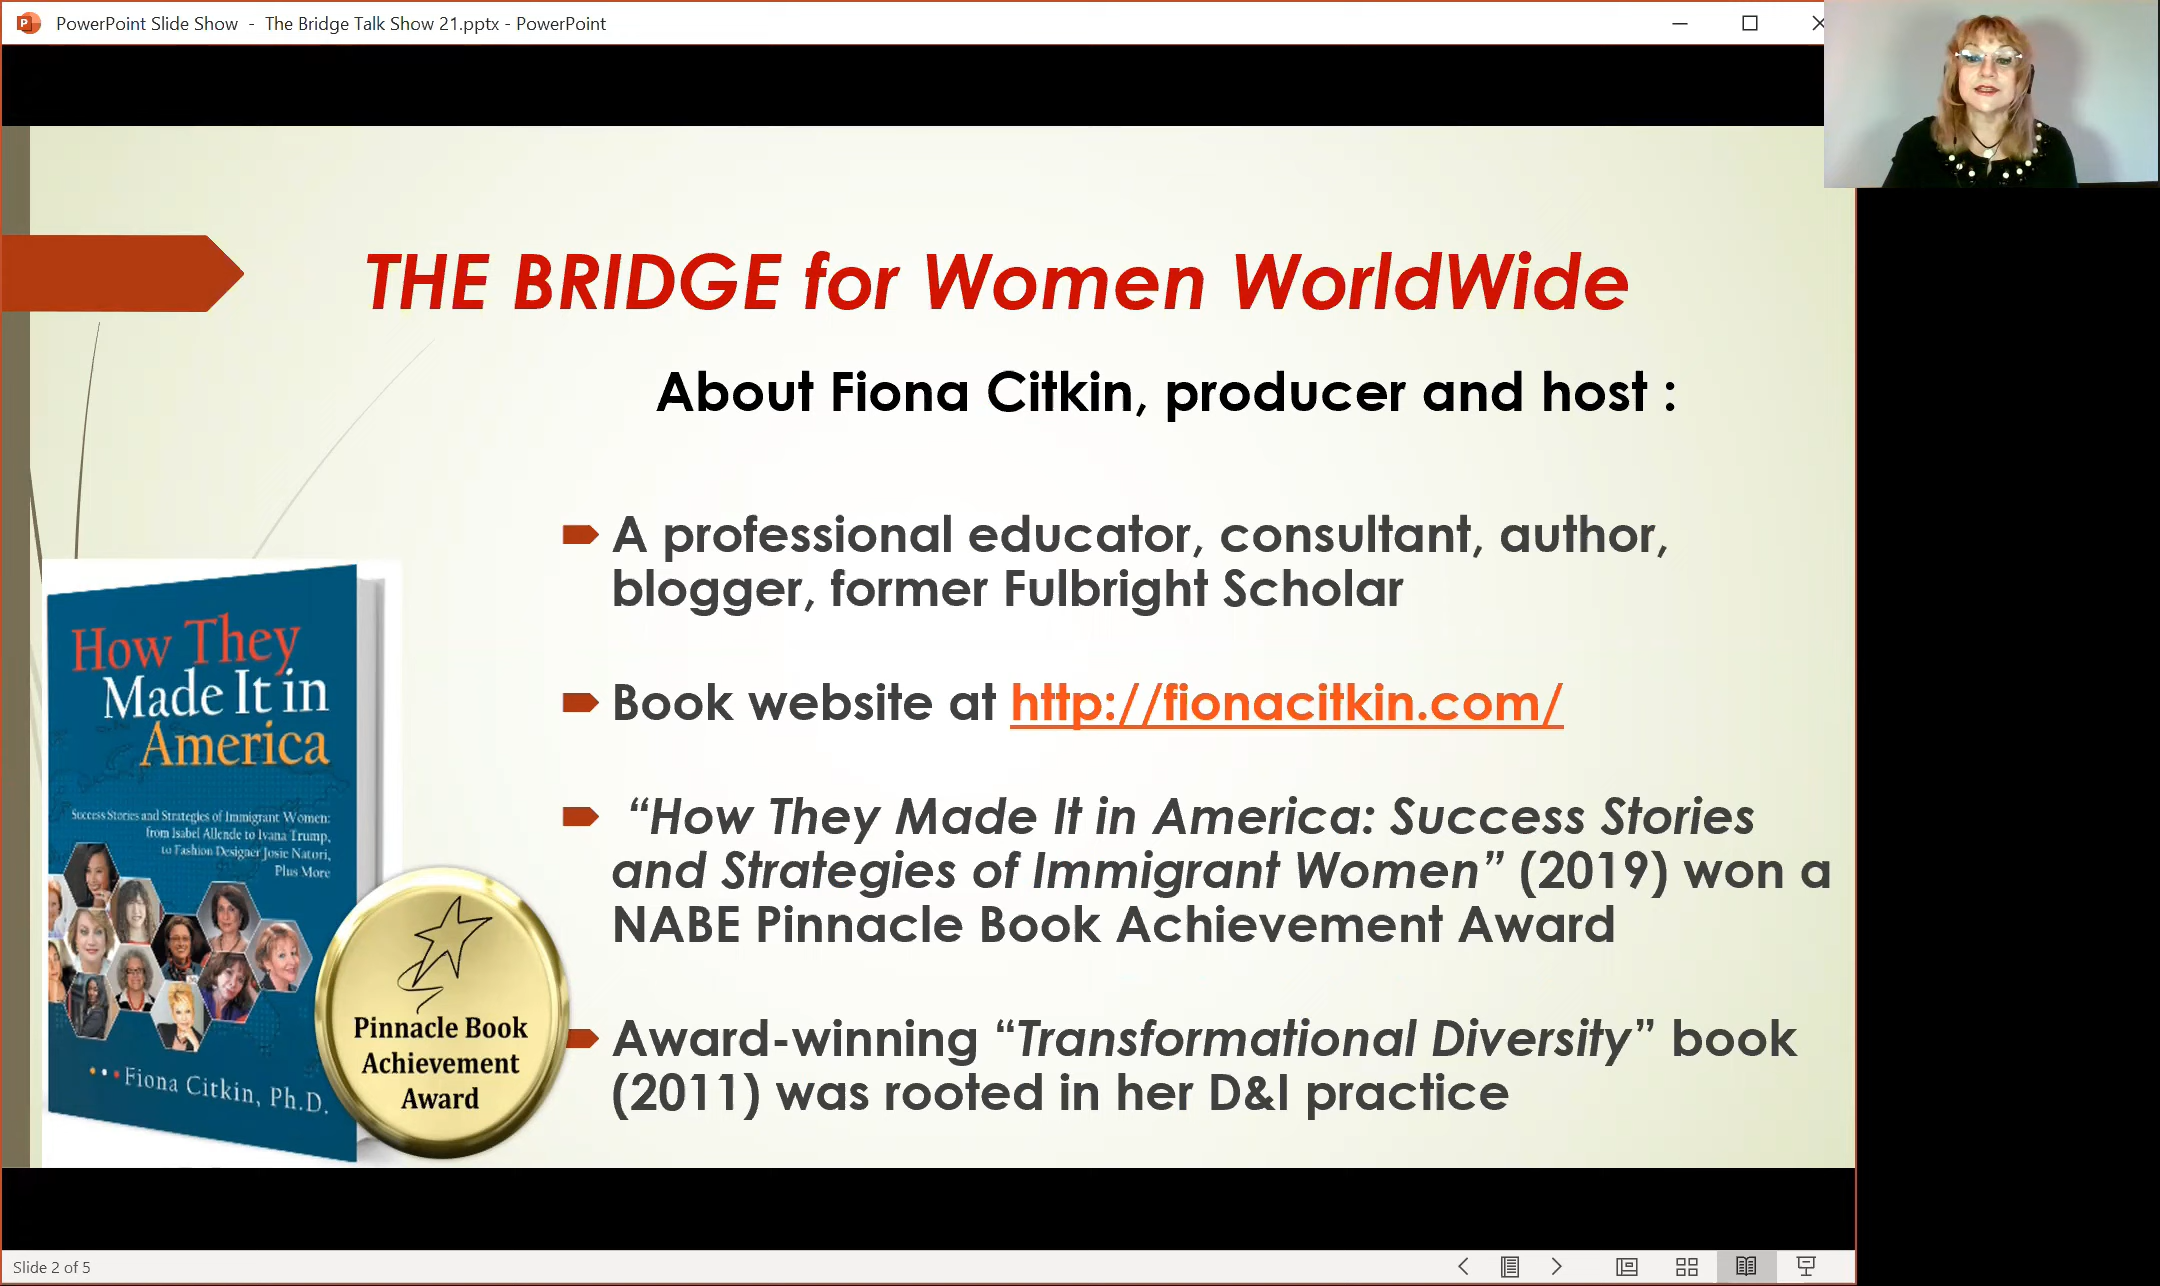 PowerPoint Slide Show - The Bridge Talk Show 21.pptx - PowerPoint
THE BRIDGE for Women WorldWide
About Fiona Citkin, producer and host :
A professional educator, consultant, author,
blogger, former Fulbright Scholar
Book website at http://fionacitkin.com/
“How They Made It in America: Success Stories
and Strategies of Immigrant Women” (2019) won a
NABE Pinnacle Book Achievement Award
Award-winning “Transformational Diversity” book
(2011) was rooted in her D&I practice
How They
Made It in
America
Success Stories and Strategies of Immigrant Women:
from Isabel Allende to Ivana Trump,
to Fashion Designer Josie Natori,
Plus More
Fiona Citkin, Ph.D.
Pinnacle Book
Achievement
Award
Slide 2 of 5